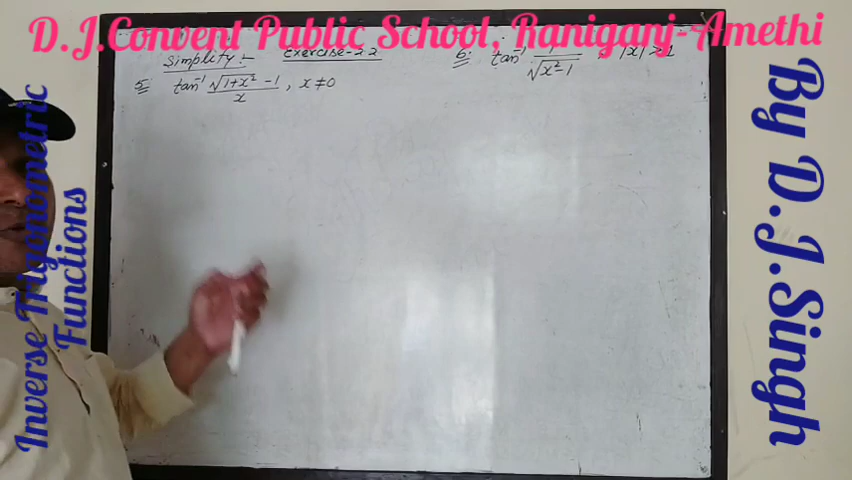 D.J.Convent Public School, Raniganj-Amethi
Simplify:- Exercise-2.2
5. tan⁻¹ (√(1+x²) -1)/x , x ≠ 0
6. tan⁻¹ 1/√(x²-1) , |x| > 1
Inverse Trigonometric
Functions
By D.J.Singh